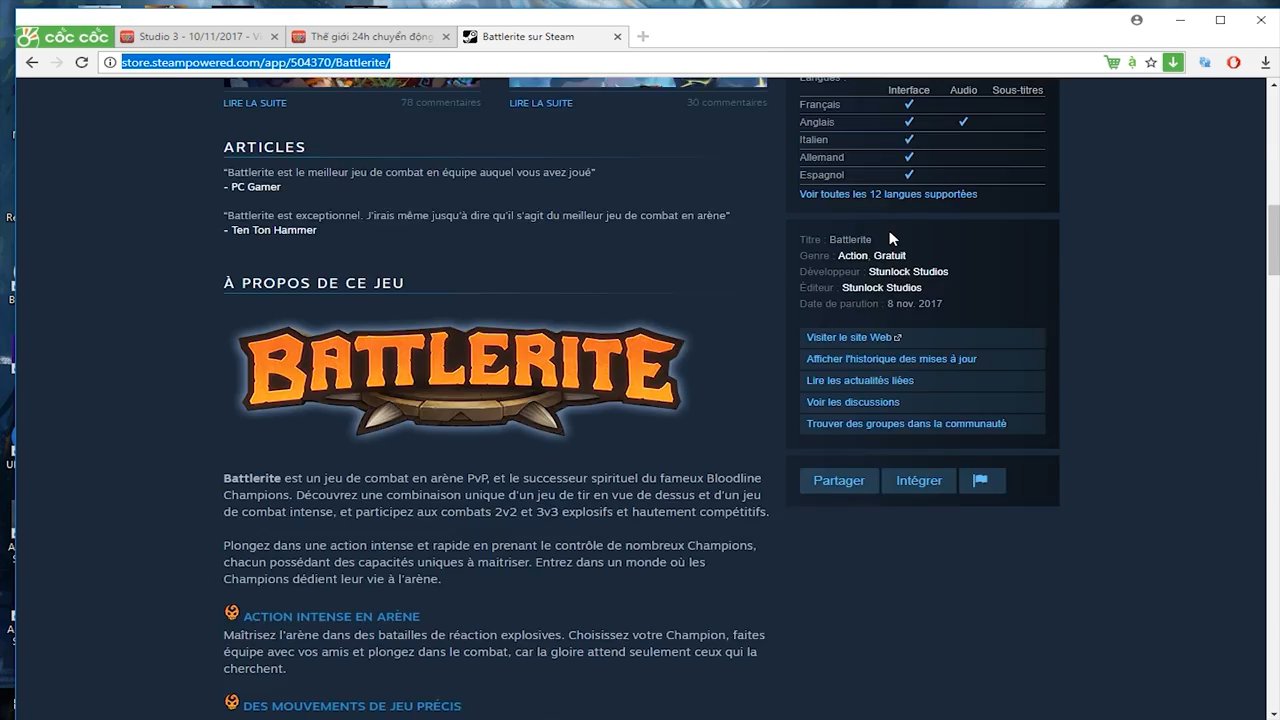 cốc cốc
Studio 3 - 10/11/2017 - Vi
Thế giới 24h chuyển động
Battlerite sur Steam
store.steampowered.com/app/504370/Battlerite/
LIRE LA SUITE
78 commentaires
LIRE LA SUITE
30 commentaires
ARTICLES
“Battlerite est le meilleur jeu de combat en équipe auquel vous avez joué”
- PC Gamer
“Battlerite est exceptionnel. J'irais même jusqu'à dire qu'il s'agit du meilleur jeu de combat en arène”
- Ten Ton Hammer
À PROPOS DE CE JEU
BATTLERITE
Battlerite est un jeu de combat en arène PvP, et le successeur spirituel du fameux Bloodline
Champions. Découvrez une combinaison unique d'un jeu de tir en vue de dessus et d'un jeu
de combat intense, et participez aux combats 2v2 et 3v3 explosifs et hautement compétitifs.
Plongez dans une action intense et rapide en prenant le contrôle de nombreux Champions,
chacun possédant des capacités uniques à maitriser. Entrez dans un monde où les
Champions dédient leur vie à l'arène.
ACTION INTENSE EN ARÈNE
Maîtrisez l'arène dans des batailles de réaction explosives. Choisissez votre Champion, faites
équipe avec vos amis et plongez dans le combat, car la gloire attend seulement ceux qui la
cherchent.
DES MOUVEMENTS DE JEU PRÉCIS
Langues :
Interface Audio Sous-titres
Français
Anglais
Italien
Allemand
Espagnol
Voir toutes les 12 langues supportées
Titre : Battlerite
Genre : Action, Gratuit
Développeur : Stunlock Studios
Éditeur : Stunlock Studios
Date de parution : 8 nov. 2017
Visiter le site Web
Afficher l'historique des mises à jour
Lire les actualités liées
Voir les discussions
Trouver des groupes dans la communauté
Partager
Intégrer